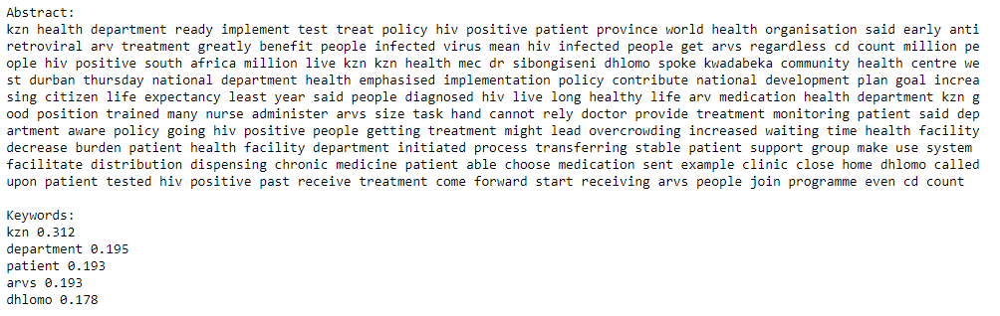 Abstract:
kzn health department ready implement test treat policy hiv positive patient province world health organisation said early anti
retroviral arv treatment greatly benefit people infected virus mean hiv infected people get arvs regardless cd count million pe
ople hiv positive south africa million live kzn kzn health mec dr sibongiseni dhlomo spoke kwadabeka community health centre we
st durban thursday national department health emphasised implementation policy contribute national development plan goal increa
sing citizen life expectancy least year said people diagnosed hiv live long healthy life arv medication health department kzn g
ood position trained many nurse administer arvs size task hand cannot rely doctor provide treatment monitoring patient said dep
artment aware policy going hiv positive people getting treatment might lead overcrowding increased waiting time health facility
decrease burden patient health facility department initiated process transferring stable patient support group make use system
facilitate distribution dispensing chronic medicine patient able choose medication sent example clinic close home dhlomo called
upon patient tested hiv positive past receive treatment come forward start receiving arvs people join programme even cd count
Keywords:
kzn 0.312
department 0.195
patient 0.193
arvs 0.193
dhlomo 0.178